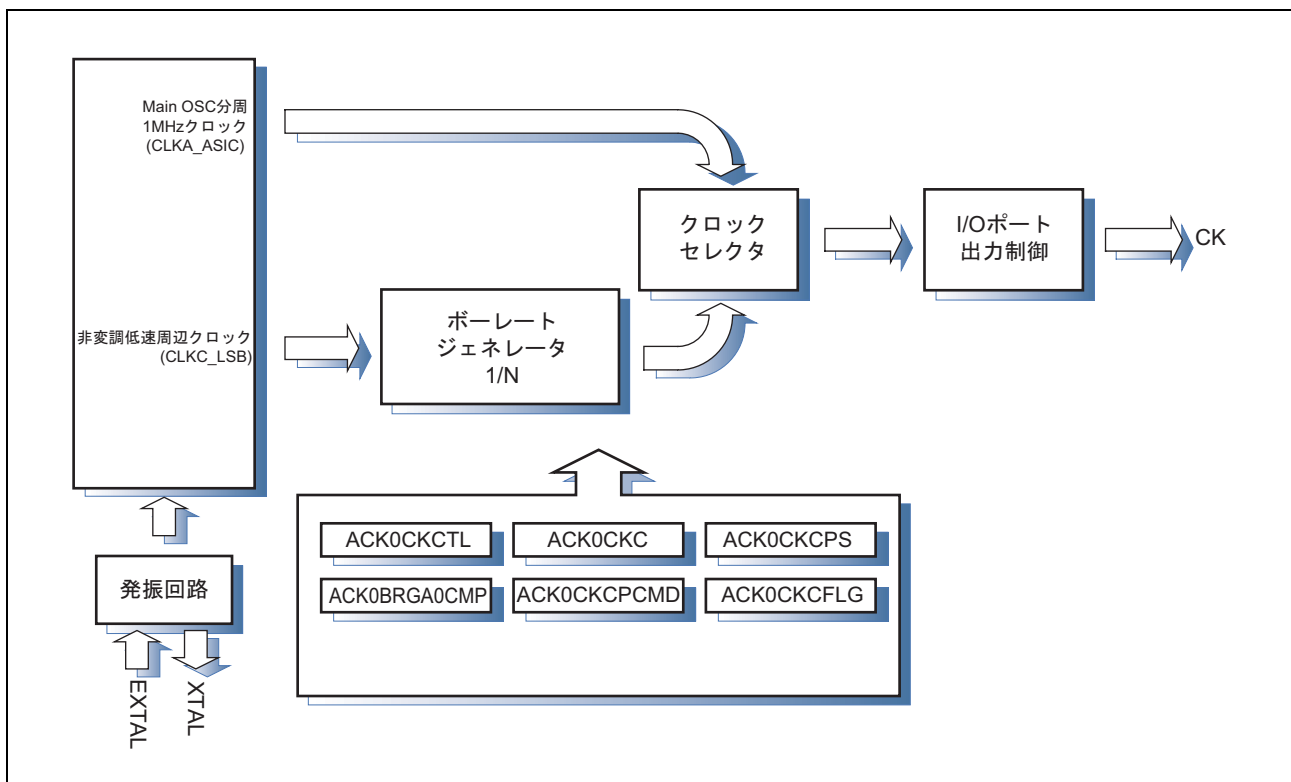 Main OSC分周
1MHzクロック
(CLKA_ASIC)
クロック
セレクタ
I/Oポート
出力制御
CK
非変調低速周辺クロック
(CLKC_LSB)
ボーレート
ジェネレータ
1/N
ACK0CKCTL
ACK0CKC
ACK0CKCPS
ACK0BRGA0CMP
ACK0CKCPCMD
ACK0CKCFLG
発振回路
EXTAL
XTAL